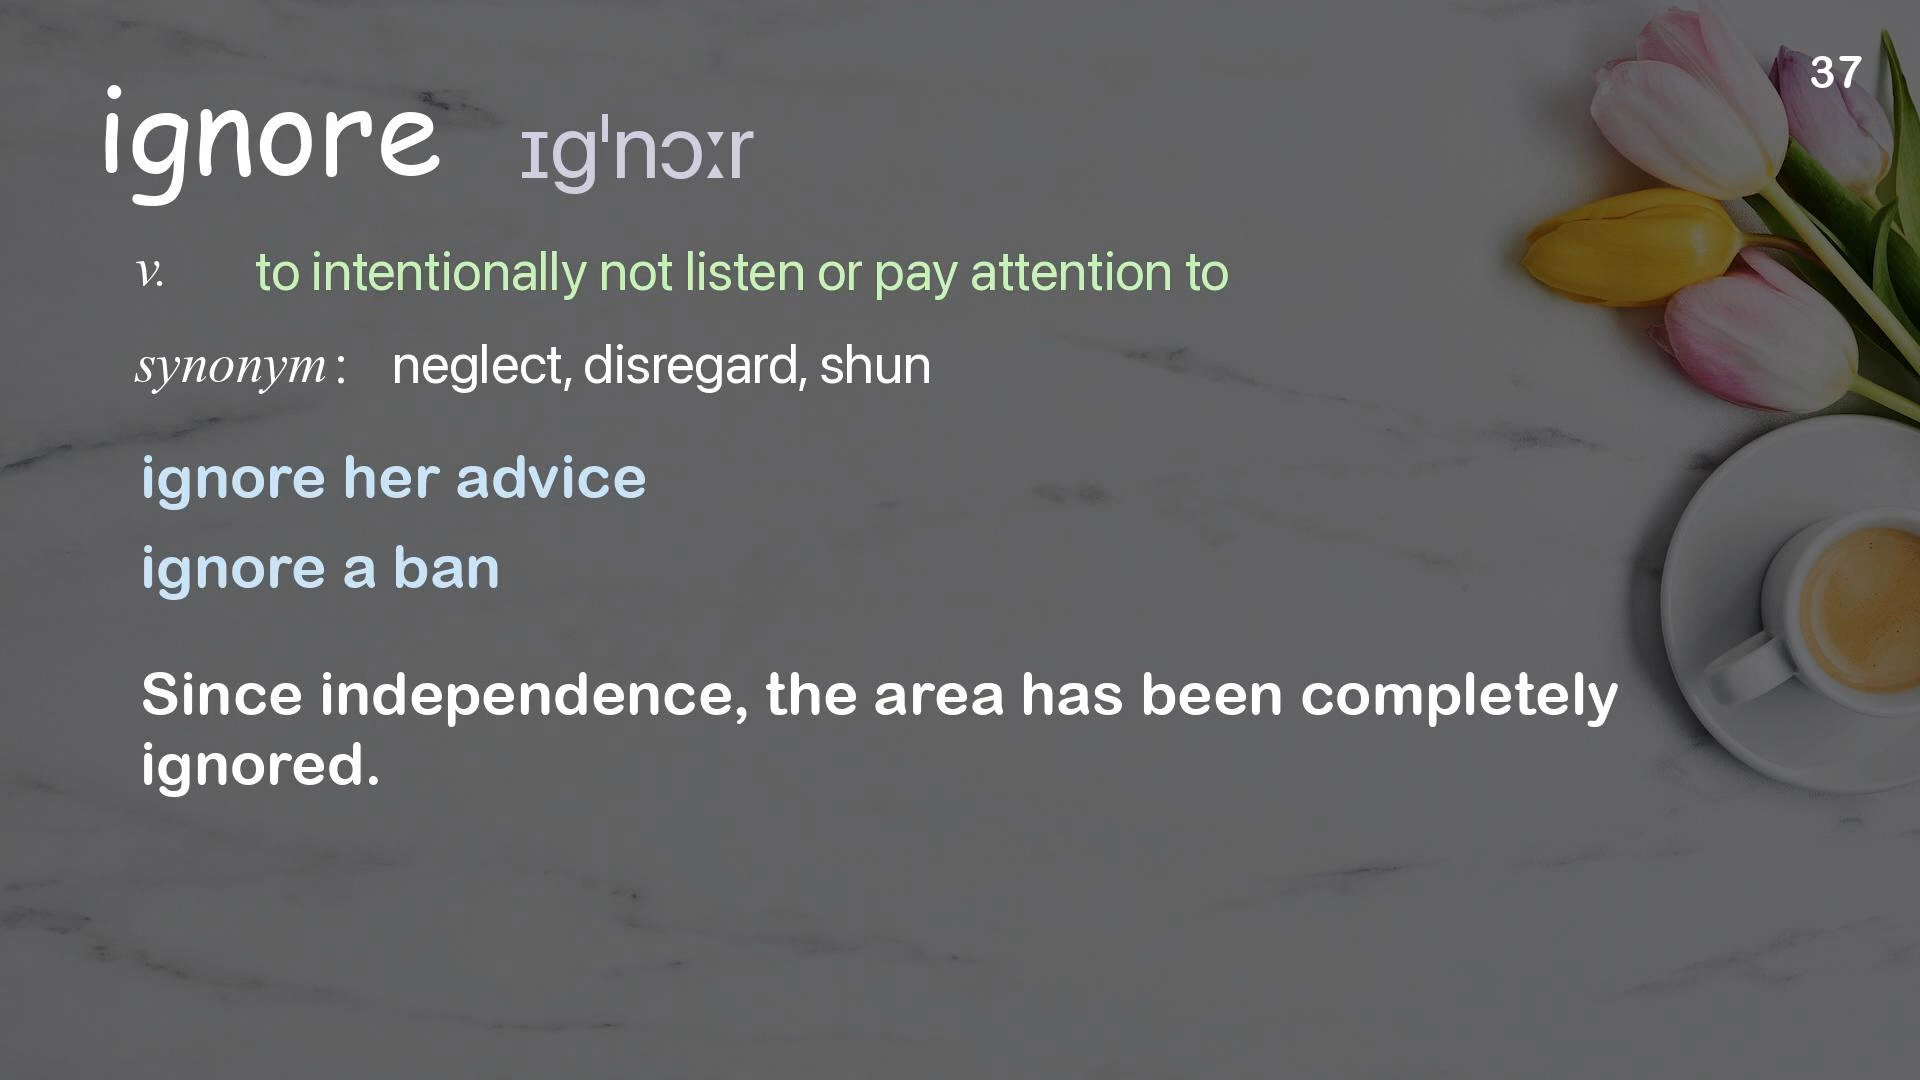 37
ignore ɪgˈnɔːr
v. to intentionally not listen or pay attention to
synonym : neglect, disregard, shun
ignore her advice
ignore a ban
Since independence, the area has been completely
ignored.